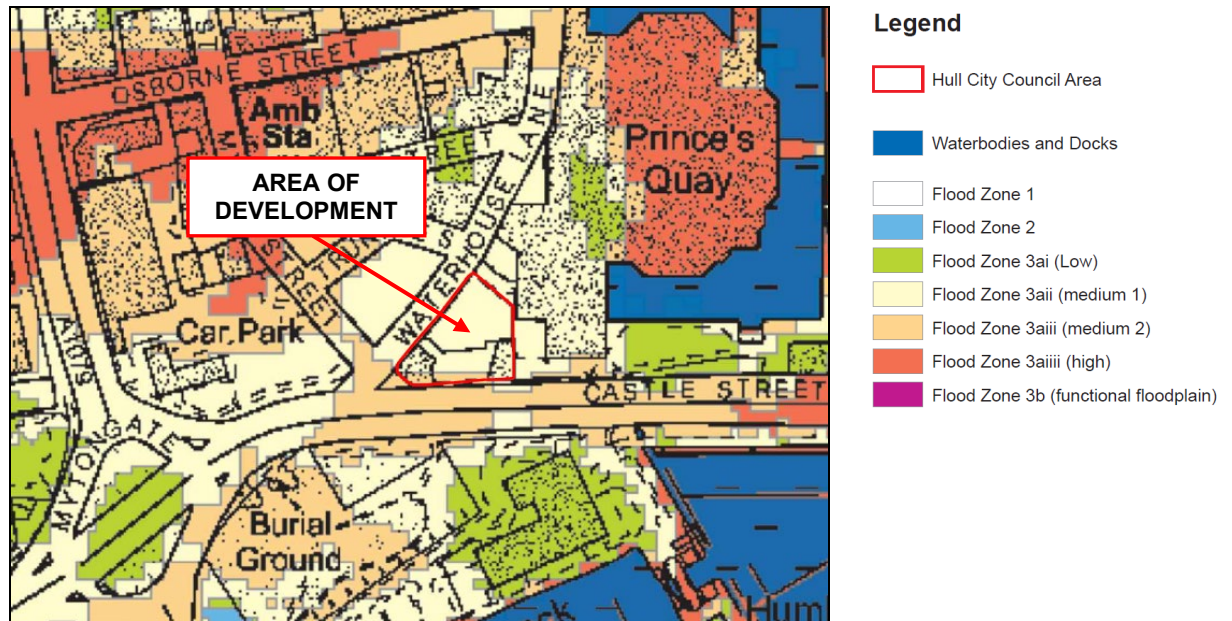 OSBORNE STREET
Amb
Sta
Prince's
Quay
AREA OF
DEVELOPMENT
STREET
WATERHOUSE LANE
Car Park
CASTLE STREET
MYTONGATE
Burial
Ground
Legend
Hull City Council Area
Waterbodies and Docks
Flood Zone 1
Flood Zone 2
Flood Zone 3ai (Low)
Flood Zone 3aii (medium 1)
Flood Zone 3aiii (medium 2)
Flood Zone 3aiiii (high)
Flood Zone 3b (functional floodplain)